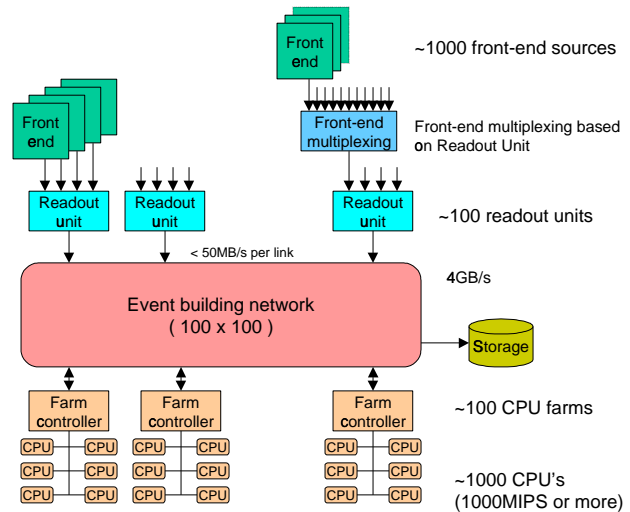 Front
end
~1000 front-end sources
Front
end
Front-end
multiplexing
Front-end multiplexing based
on Readout Unit
Readout
unit
Readout
unit
Readout
unit
~100 readout units
< 50MB/s per link
Event building network
( 100 x 100 )
4GB/s
Storage
Farm
controller
Farm
controller
Farm
controller
~100 CPU farms
CPU CPU CPU CPU CPU CPU
CPU CPU CPU CPU CPU CPU
CPU CPU CPU CPU CPU CPU
~1000 CPU's
(1000MIPS or more)